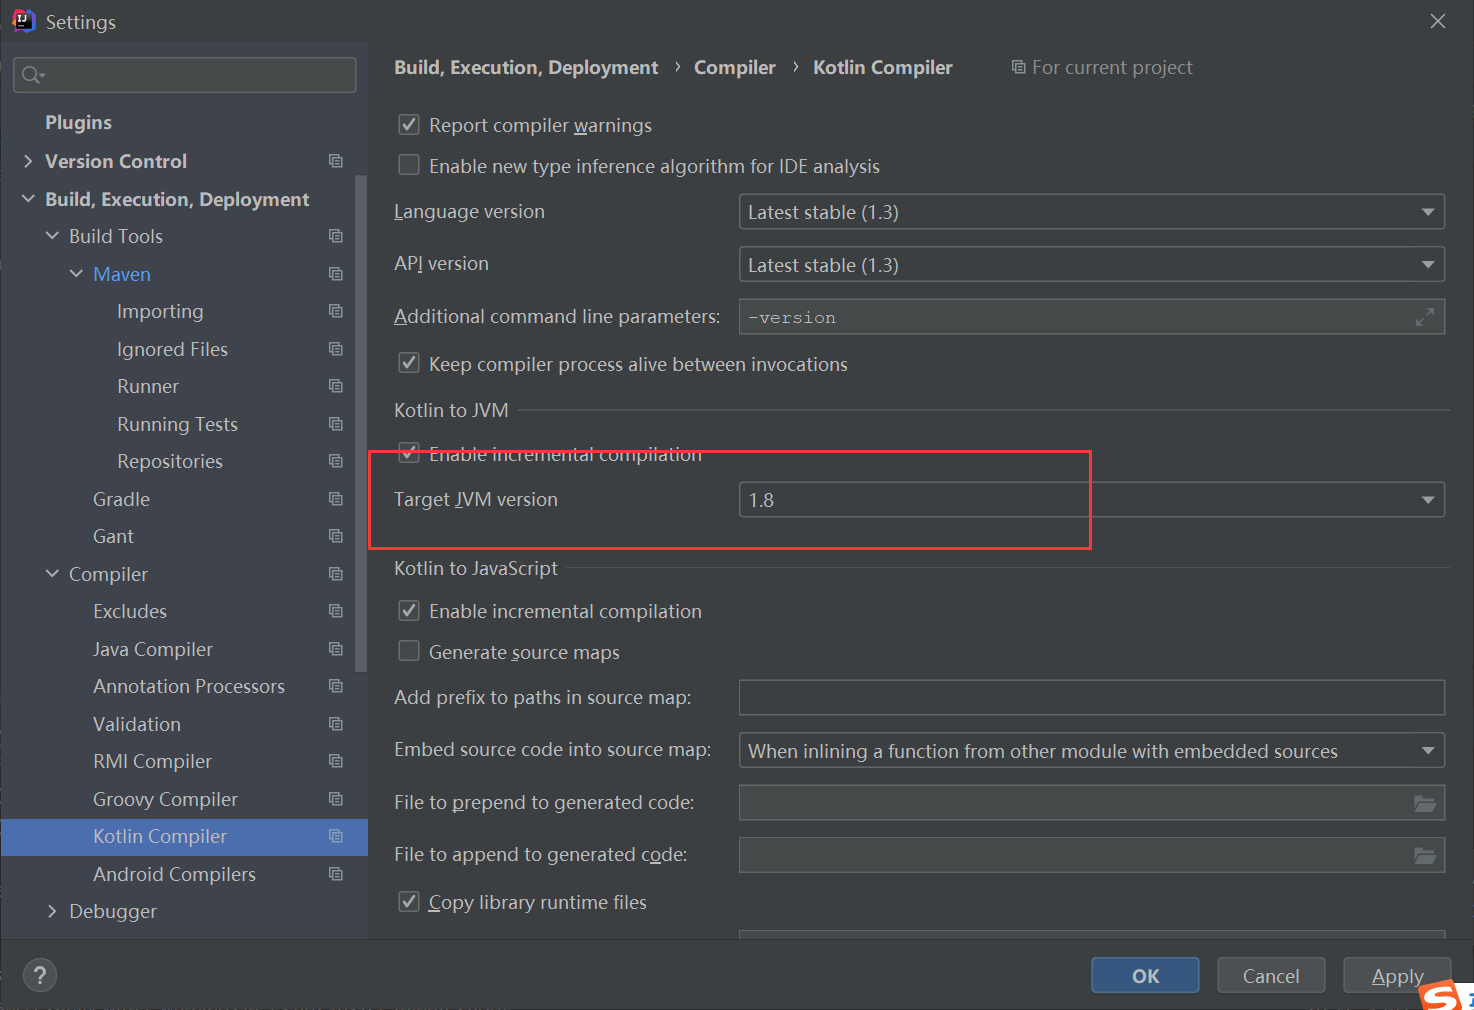 Settings
Build, Execution, Deployment › Compiler › Kotlin Compiler
For current project
Plugins
Version Control
Build, Execution, Deployment
Build Tools
Maven
Importing
Ignored Files
Runner
Running Tests
Repositories
Gradle
Gant
Compiler
Excludes
Java Compiler
Annotation Processors
Validation
RMI Compiler
Groovy Compiler
Kotlin Compiler
Android Compilers
Debugger
Report compiler warnings
Enable new type inference algorithm for IDE analysis
Language version
Latest stable (1.3)
API version
Latest stable (1.3)
Additional command line parameters:
-version
Keep compiler process alive between invocations
Kotlin to JVM
Enable incremental compilation
Target JVM version
1.8
Kotlin to JavaScript
Enable incremental compilation
Generate source maps
Add prefix to paths in source map:
Embed source code into source map:
When inlining a function from other module with embedded sources
File to prepend to generated code:
File to append to generated code:
Copy library runtime files
?
OK
Cancel
Apply